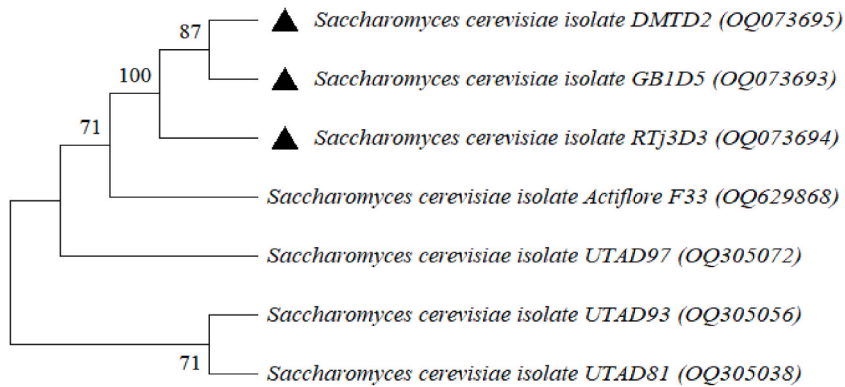 87
Saccharomyces cerevisiae isolate DMTD2 (OQ073695)
100
Saccharomyces cerevisiae isolate GB1D5 (OQ073693)
71
Saccharomyces cerevisiae isolate RTj3D3 (OQ073694)
Saccharomyces cerevisiae isolate Actiflore F33 (OQ629868)
Saccharomyces cerevisiae isolate UTAD97 (OQ305072)
Saccharomyces cerevisiae isolate UTAD93 (OQ305056)
71
Saccharomyces cerevisiae isolate UTAD81 (OQ305038)